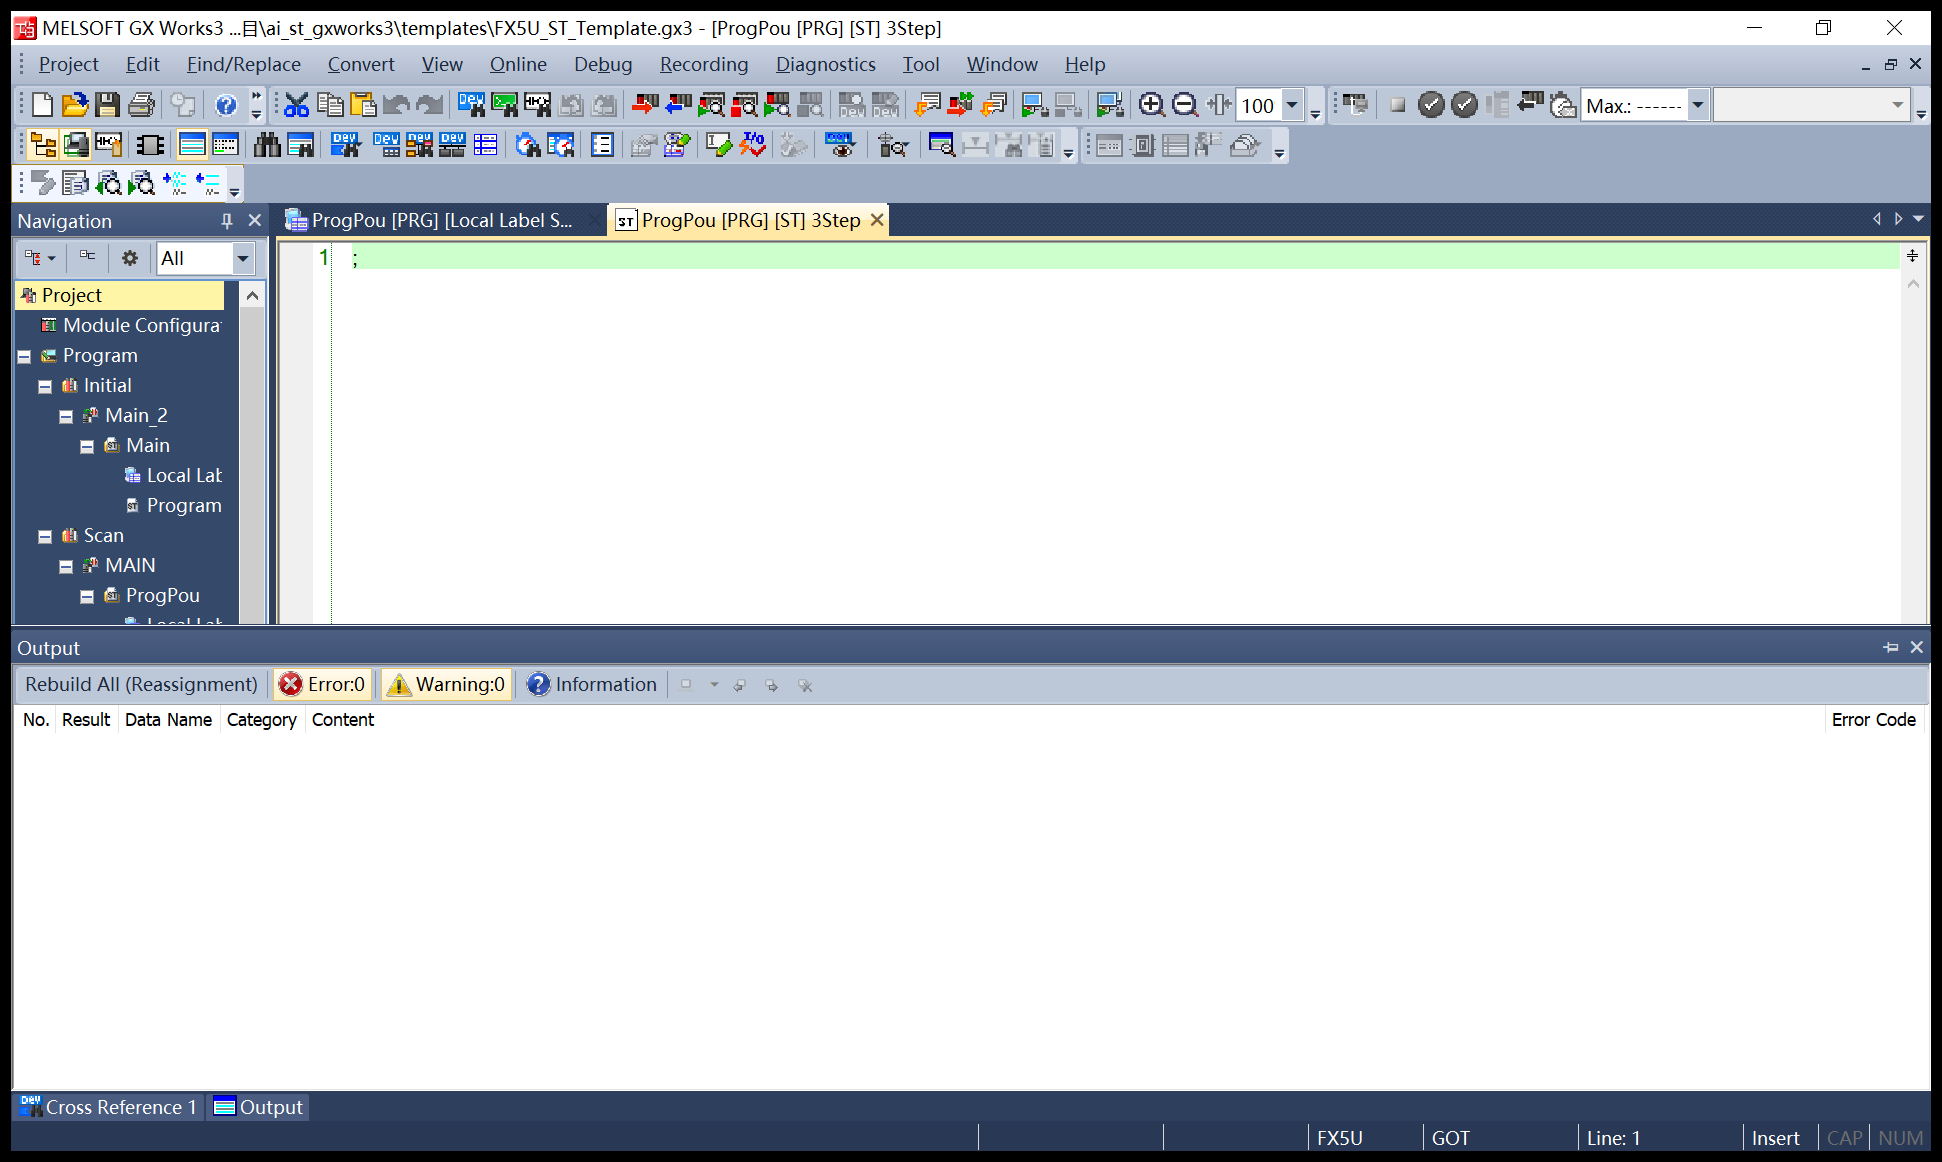 MELSOFT GX Works3 ...目\ai_st_gxworks3\templates\FX5U_ST_Template.gx3 - [ProgPou [PRG] [ST] 3Step]
Project Edit Find/Replace Convert View Online Debug Recording Diagnostics Tool Window Help
100 Max.: ------
Navigation
ProgPou [PRG] [Local Label S...
ST ProgPou [PRG] [ST] 3Step
All
1 ;
Project
Module Configura
Program
Initial
Main_2
Main
Local Lab
Program
Scan
MAIN
ProgPou
Local Lab
Output
Rebuild All (Reassignment) Error:0 Warning:0 Information
No. Result Data Name Category Content Error Code
Cross Reference 1 Output
FX5U GOT Line: 1 Insert CAP NUM